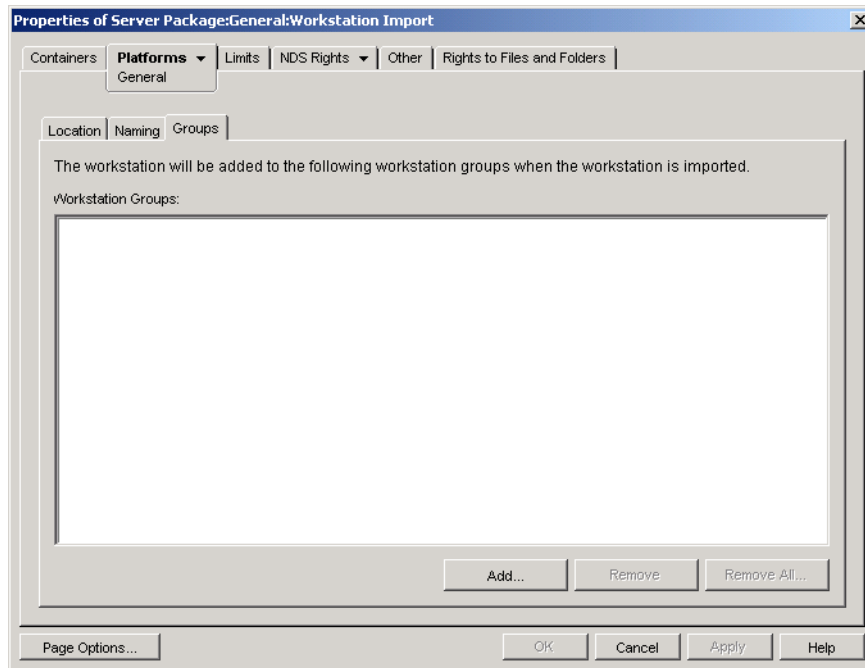 Properties of Server Package:General:Workstation Import
Containers Platforms Limits NDS Rights Other Rights to Files and Folders
General
Location Naming Groups
The workstation will be added to the following workstation groups when the workstation is imported.
Workstation Groups:
Add... Remove Remove All...
Page Options... OK Cancel Apply Help